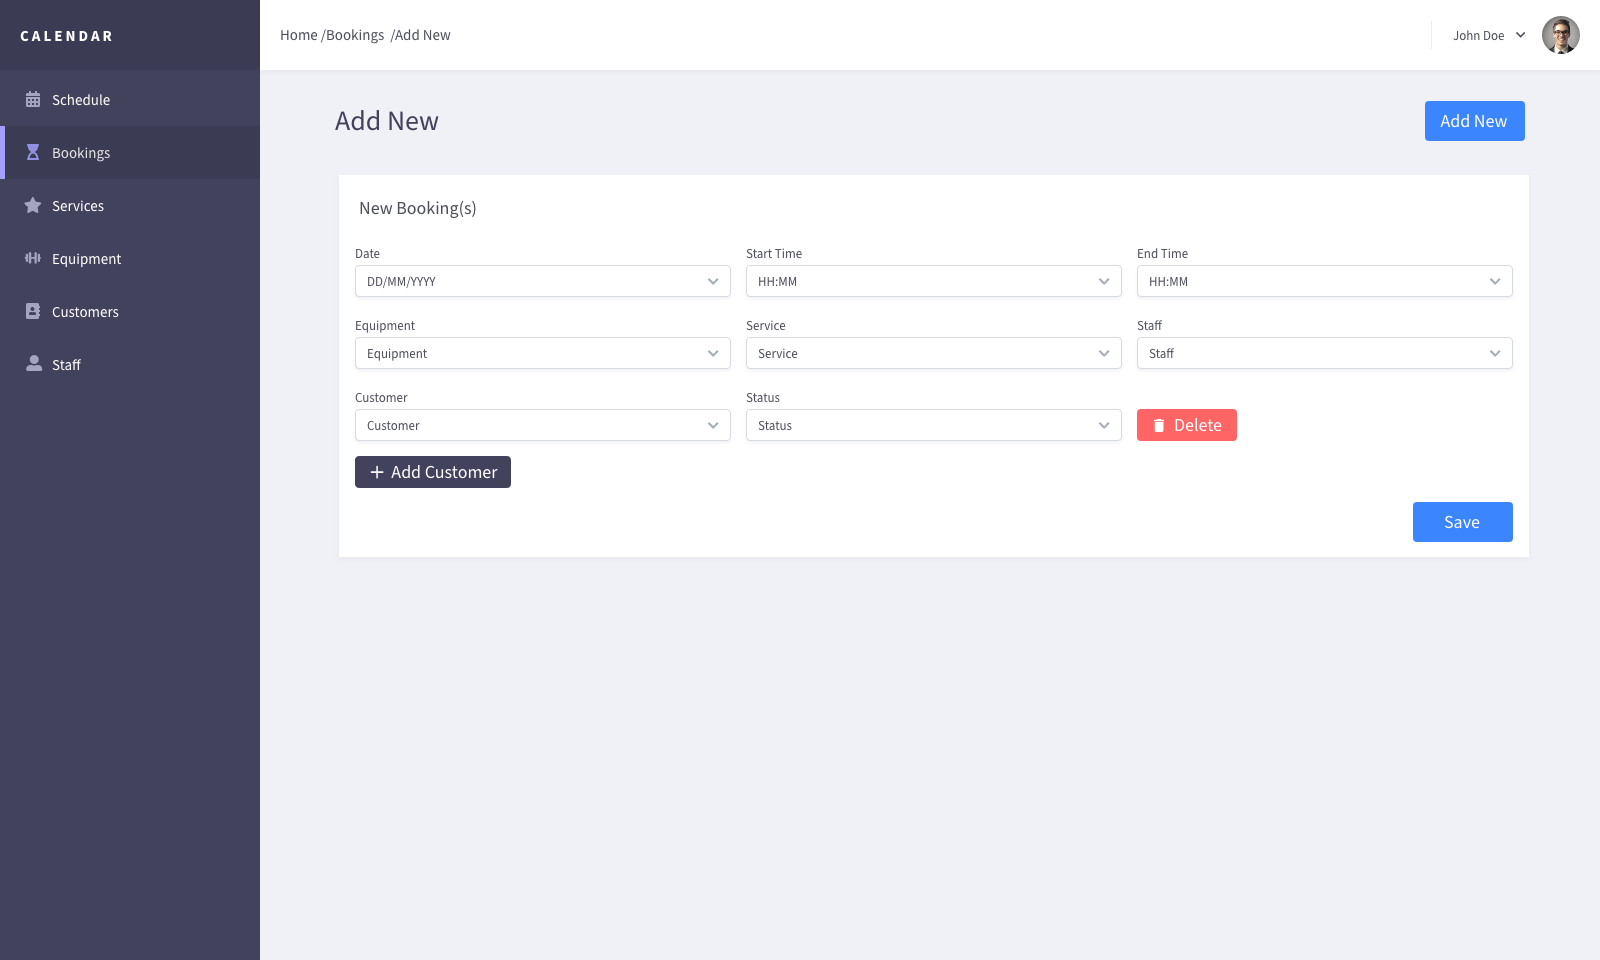 CALENDAR
Home /Bookings /Add New
John Doe
Schedule
Bookings
Services
Equipment
Customers
Staff
Add New
Add New
New Booking(s)
Date
Start Time
End Time
DD/MM/YYYY
HH:MM
HH:MM
Equipment
Service
Staff
Equipment
Service
Staff
Customer
Status
Customer
Status
Delete
Add Customer
Save